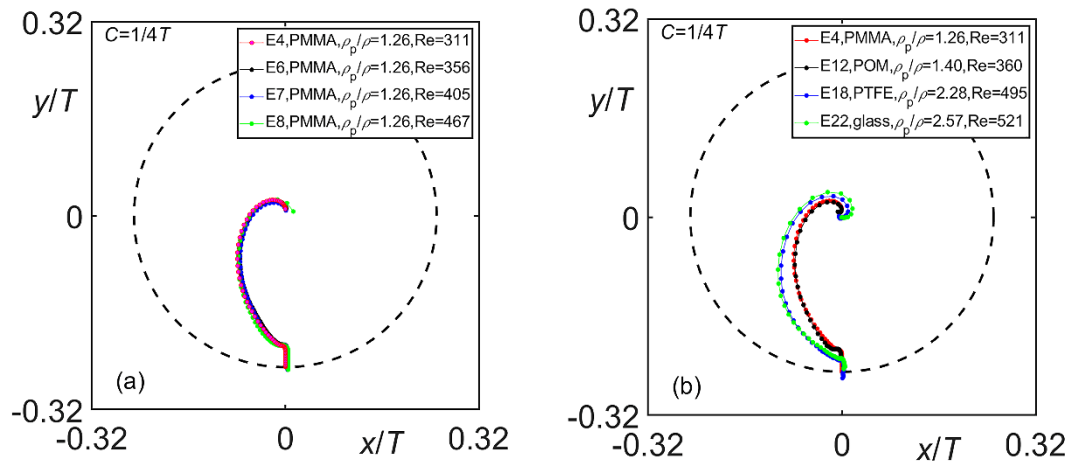 0.32
C=1/4T
E4,PMMA,ρp/ρ=1.26,Re=311
E6,PMMA,ρp/ρ=1.26,Re=356
E7,PMMA,ρp/ρ=1.26,Re=405
E8,PMMA,ρp/ρ=1.26,Re=467
y/T
0
(a)
-0.32
-0.32
0
x/T
0.32
0.32
C=1/4T
E4,PMMA,ρp/ρ=1.26,Re=311
E12,POM,ρp/ρ=1.40,Re=360
E18,PTFE,ρp/ρ=2.28,Re=495
E22,glass,ρp/ρ=2.57,Re=521
y/T
0
(b)
-0.32
-0.32
0
x/T
0.32